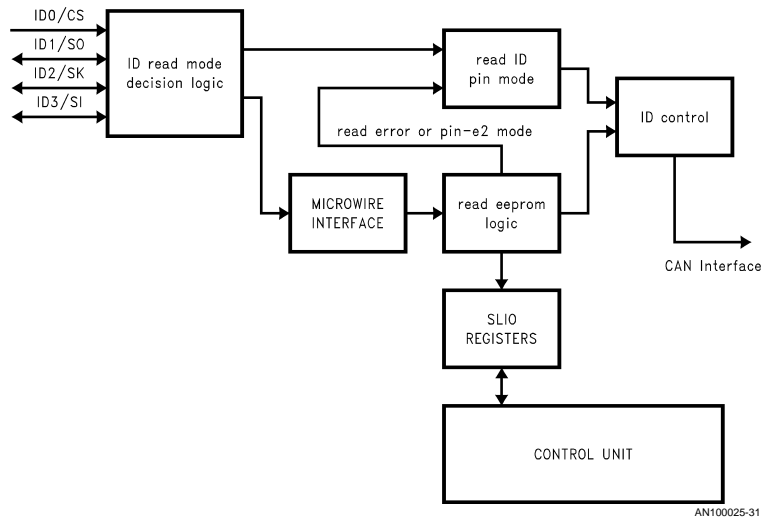 ID0/CS
ID1/SO
ID2/SK
ID3/SI
ID read mode
decision logic
read ID
pin mode
ID control
read error or pin-e2 mode
MICROWIRE
INTERFACE
read eeprom
logic
CAN Interface
SLIO
REGISTERS
CONTROL UNIT
AN100025-31